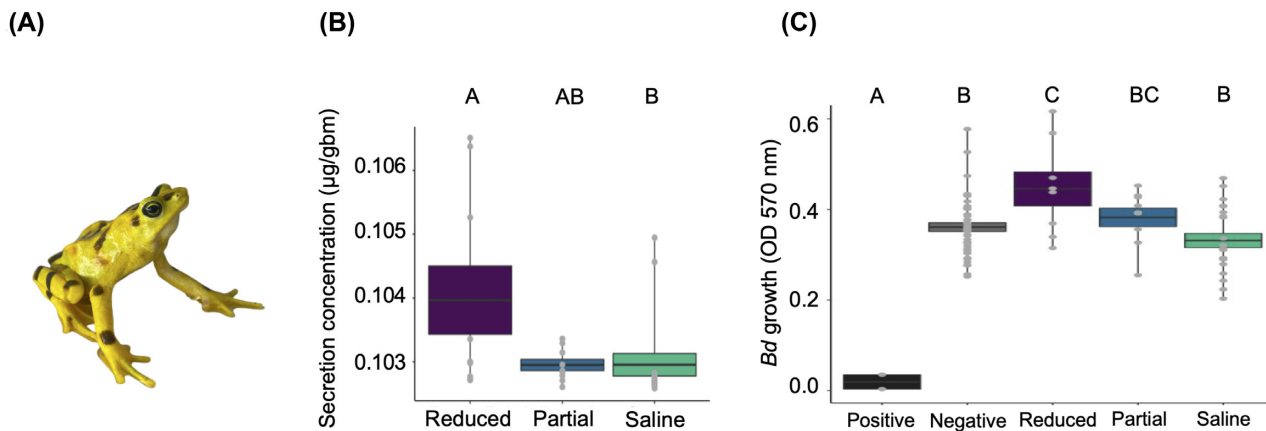 (A)
(B)
(C)
A AB B
Secretion concentration (µg/gbm)
0.106
0.105
0.104
0.103
Reduced Partial Saline
A B C BC B
Bd growth (OD 570 nm)
0.6
0.4
0.2
0.0
Positive Negative Reduced Partial Saline